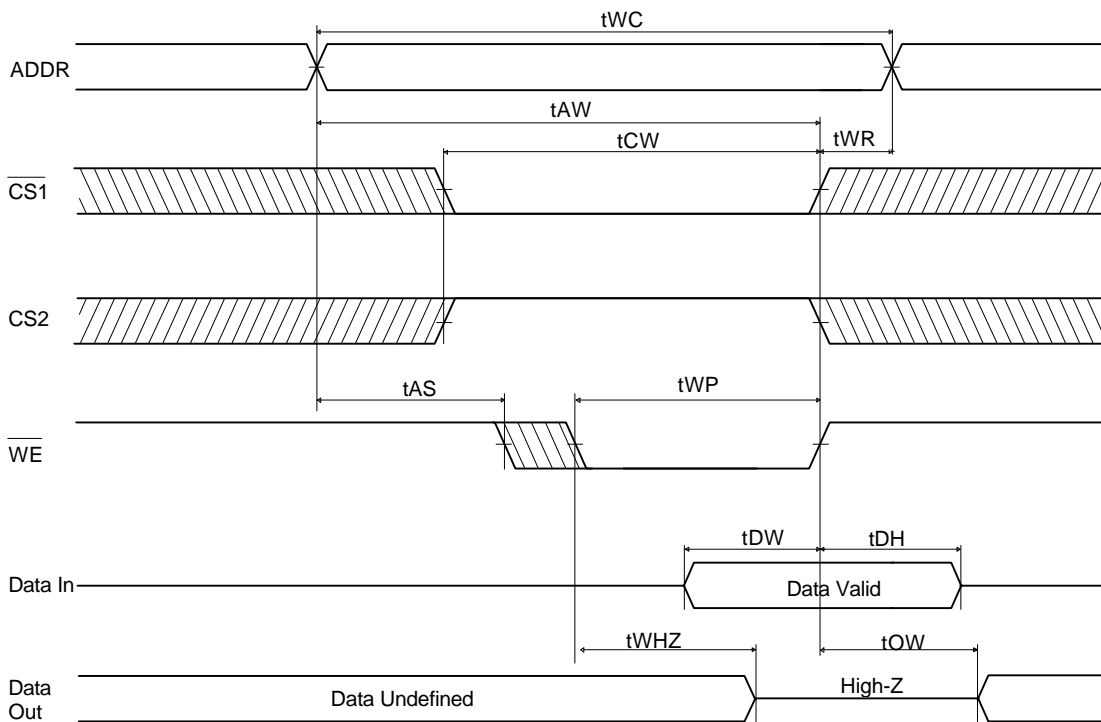 tWC
ADDR
tAW
tCW
tWR
CS1
CS2
tAS
tWP
WE
tDW
tDH
Data In
Data Valid
tWHZ
tOW
Data
Out
Data Undefined
High-Z